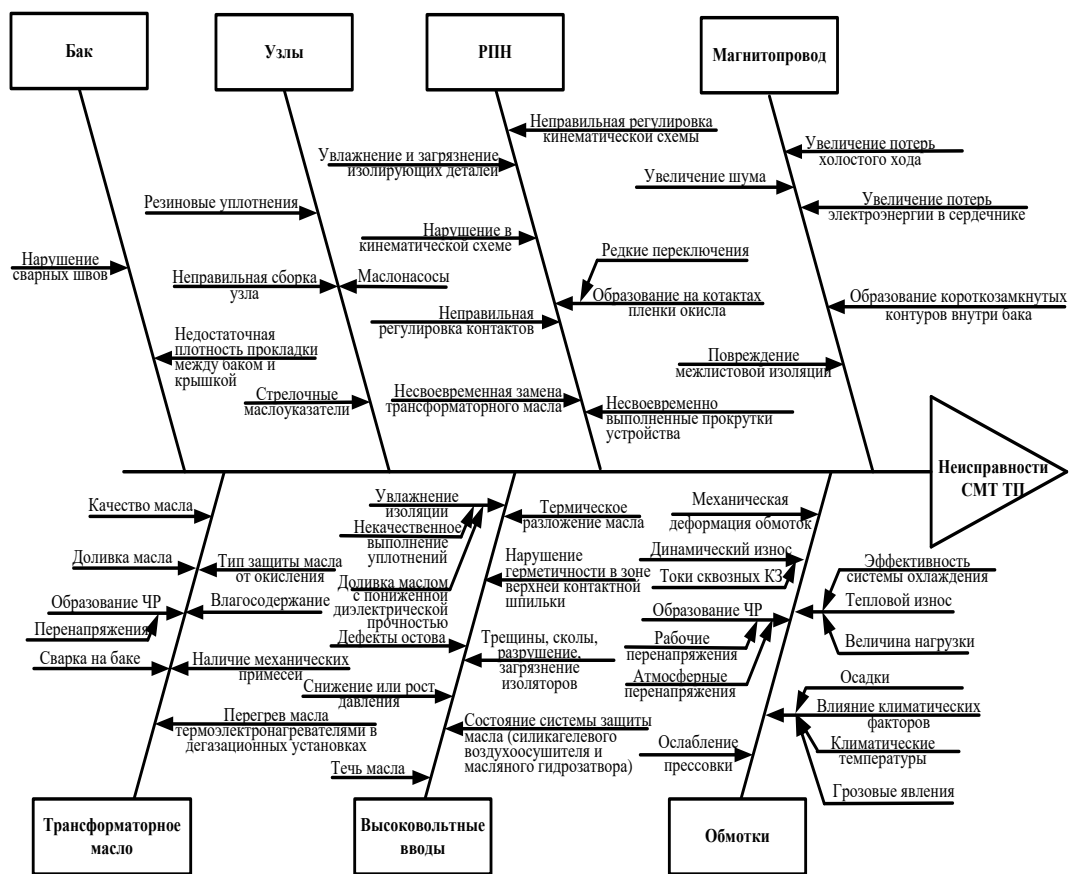 Бак
Узлы
РПН
Магнитопровод
Неправильная регулировка
кинематической схемы
Увлажнение и загрязнение
изолирующих деталей
Увеличение потерь
холостого хода
Увеличение шума
Резиновые уплотнения
Увеличение потерь
электроэнергии в сердечнике
Нарушение в
кинематической схеме
Редкие переключения
Нарушение
сварных швов
Неправильная сборка
узла
Маслонасосы
Образование на котактах
пленки окисла
Образование короткозамкнутых
контуров внутри бака
Неправильная
регулировка контактов
Недостаточная
плотность прокладки
между баком и
крышкой
Повреждение
межлистовой изоляции
Стрелочные
маслоуказатели
Несвоевременная замена
трансформаторного масла
Несвоевременно
выполненные прокрутки
устройства
Неисправности
СМТ ТП
Качество масла
Увлажнение
изоляции
Некачественное
выполнение
уплотнений
Термическое
разложение масла
Механическая
деформация обмоток
Доливка масла
Тип защиты масла
от окисления
Нарушение
герметичности в зоне
верхней контактной
шпильки
Динамический износ
Токи сквозных КЗ
Эффективность
системы охлаждения
Доливка маслом
с пониженной
диэлектрической
прочностью
Образование ЧР
Влагосодержание
Образование ЧР
Тепловой износ
Перенапряжения
Дефекты остова
Трещины, сколы,
разрушение,
загрязнение
изоляторов
Рабочие
перенапряжения
Величина нагрузки
Сварка на баке
Наличие механических
примесей
Атмосферные
перенапряжения
Осадки
Снижение или рост
давления
Влияние климатических
факторов
Перегрев масла
термоэлектронагревателями в
дегазационных установках
Состояние системы защиты
масла (силикагелевого
воздухоосушителя и
масляного гидрозатвора)
Ослабление
прессовки
Климатические
температуры
Течь масла
Грозовые явления
Трансформаторное
масло
Высоковольтные
вводы
Обмотки